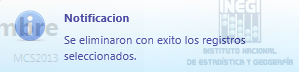 Notificacion
Se eliminaron con exito los registros
seleccionados.
MCS2013
INEGI
INSTITUTO NACIONAL
DE ESTADÍSTICA Y GEOGRAFÍA